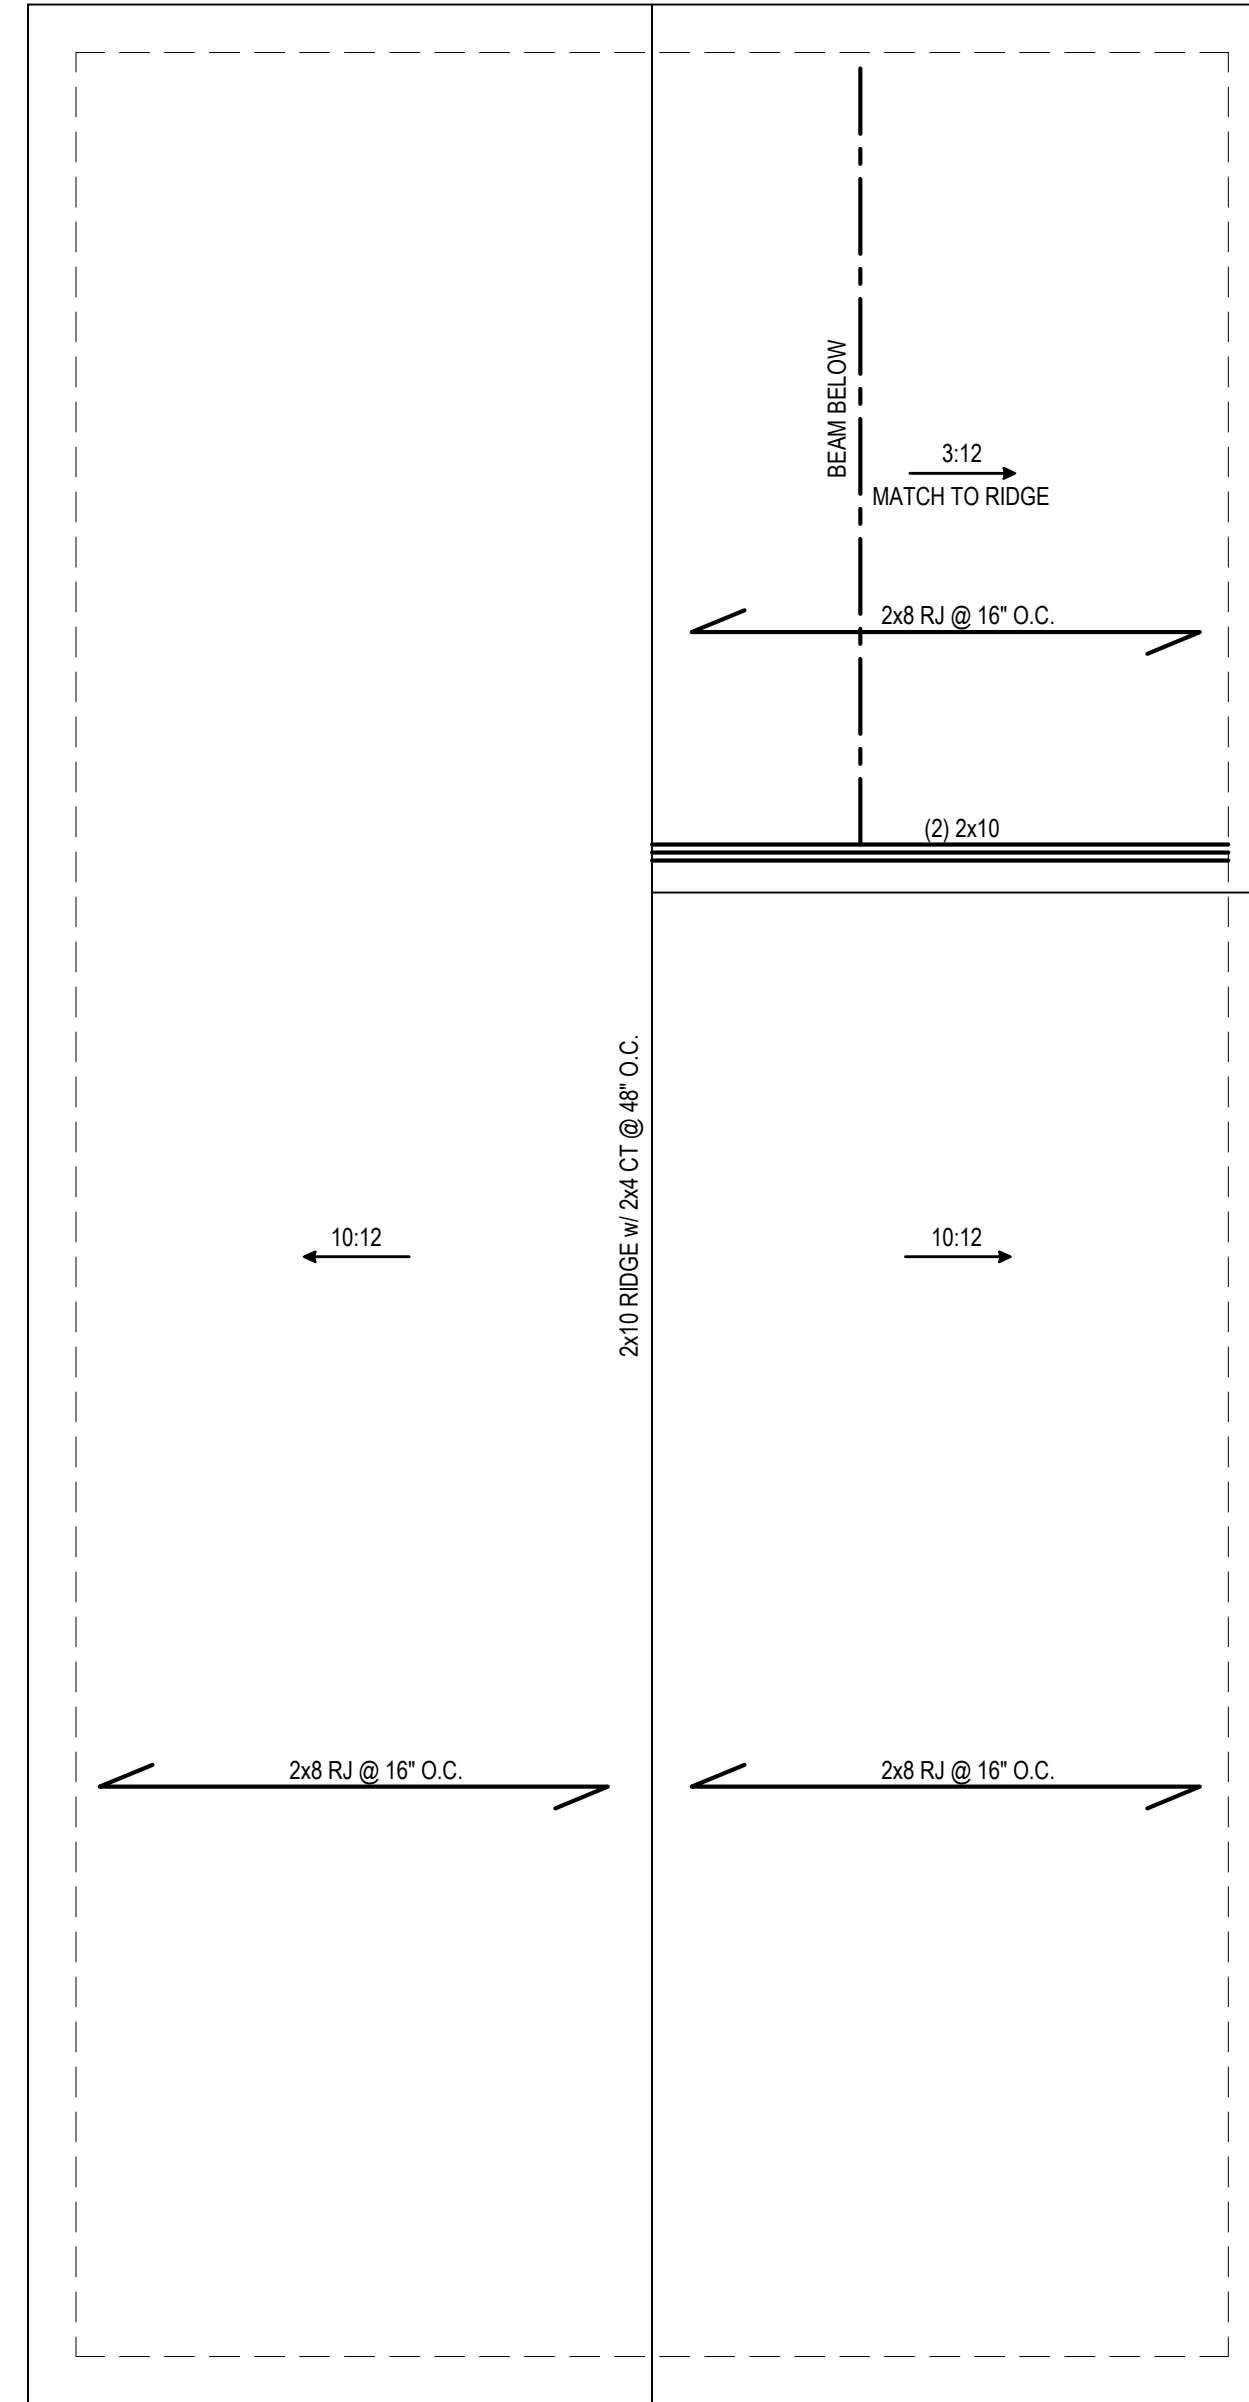 BEAM BELOW
3:12
MATCH TO RIDGE
2x8 RJ @ 16" O.C.
(2) 2x10
2x10 RIDGE w/ 2x4 CT @ 48" O.C.
10:12
10:12
2x8 RJ @ 16" O.C.
2x8 RJ @ 16" O.C.